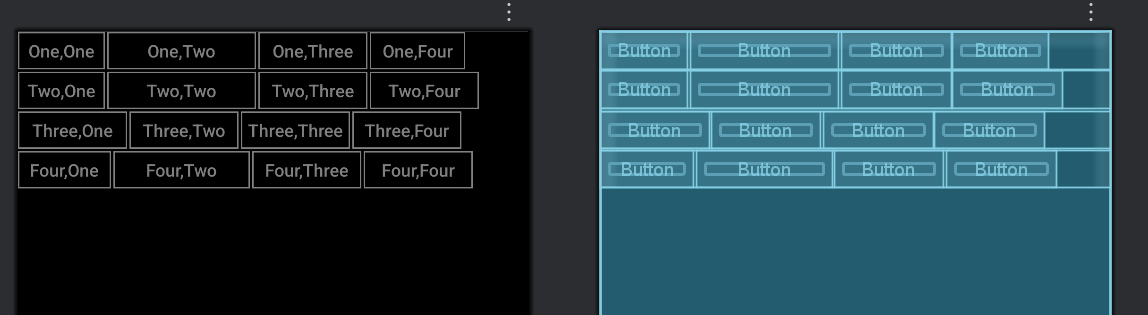 One,One One,Two One,Three One,Four
Two,One Two,Two Two,Three Two,Four
Three,One Three,Two Three,Three Three,Four
Four,One Four,Two Four,Three Four,Four
Button Button Button Button
Button Button Button Button
Button Button Button Button
Button Button Button Button